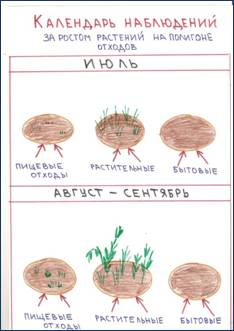 КАЛЕНДАРЬ НАБЛЮДЕНИЙ
ЗА РОСТОМ РАСТЕНИЙ НА ПОЛИГОНЕ
ОТХОДОВ
ИЮЛЬ
ПИЩЕВЫЕ ОТХОДЫ РАСТИТЕЛЬНЫЕ БЫТОВЫЕ
АВГУСТ – СЕНТЯБРЬ
ПИЩЕВЫЕ ОТХОДЫ РАСТИТЕЛЬНЫЕ БЫТОВЫЕ